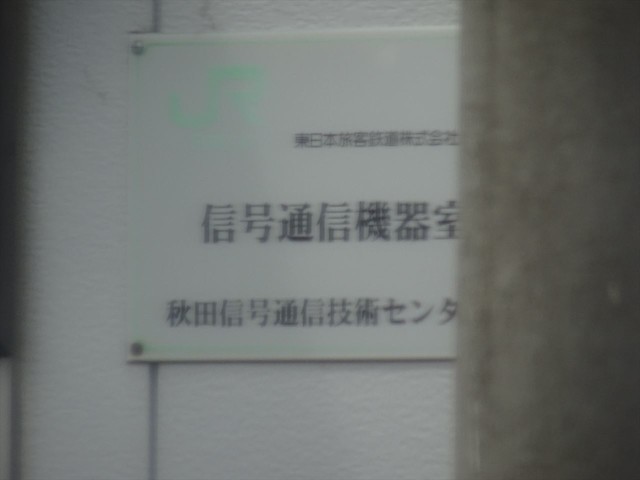 JR
東日本旅客鉄道株式会社
信号通信機器室
秋田信号通信技術センタ